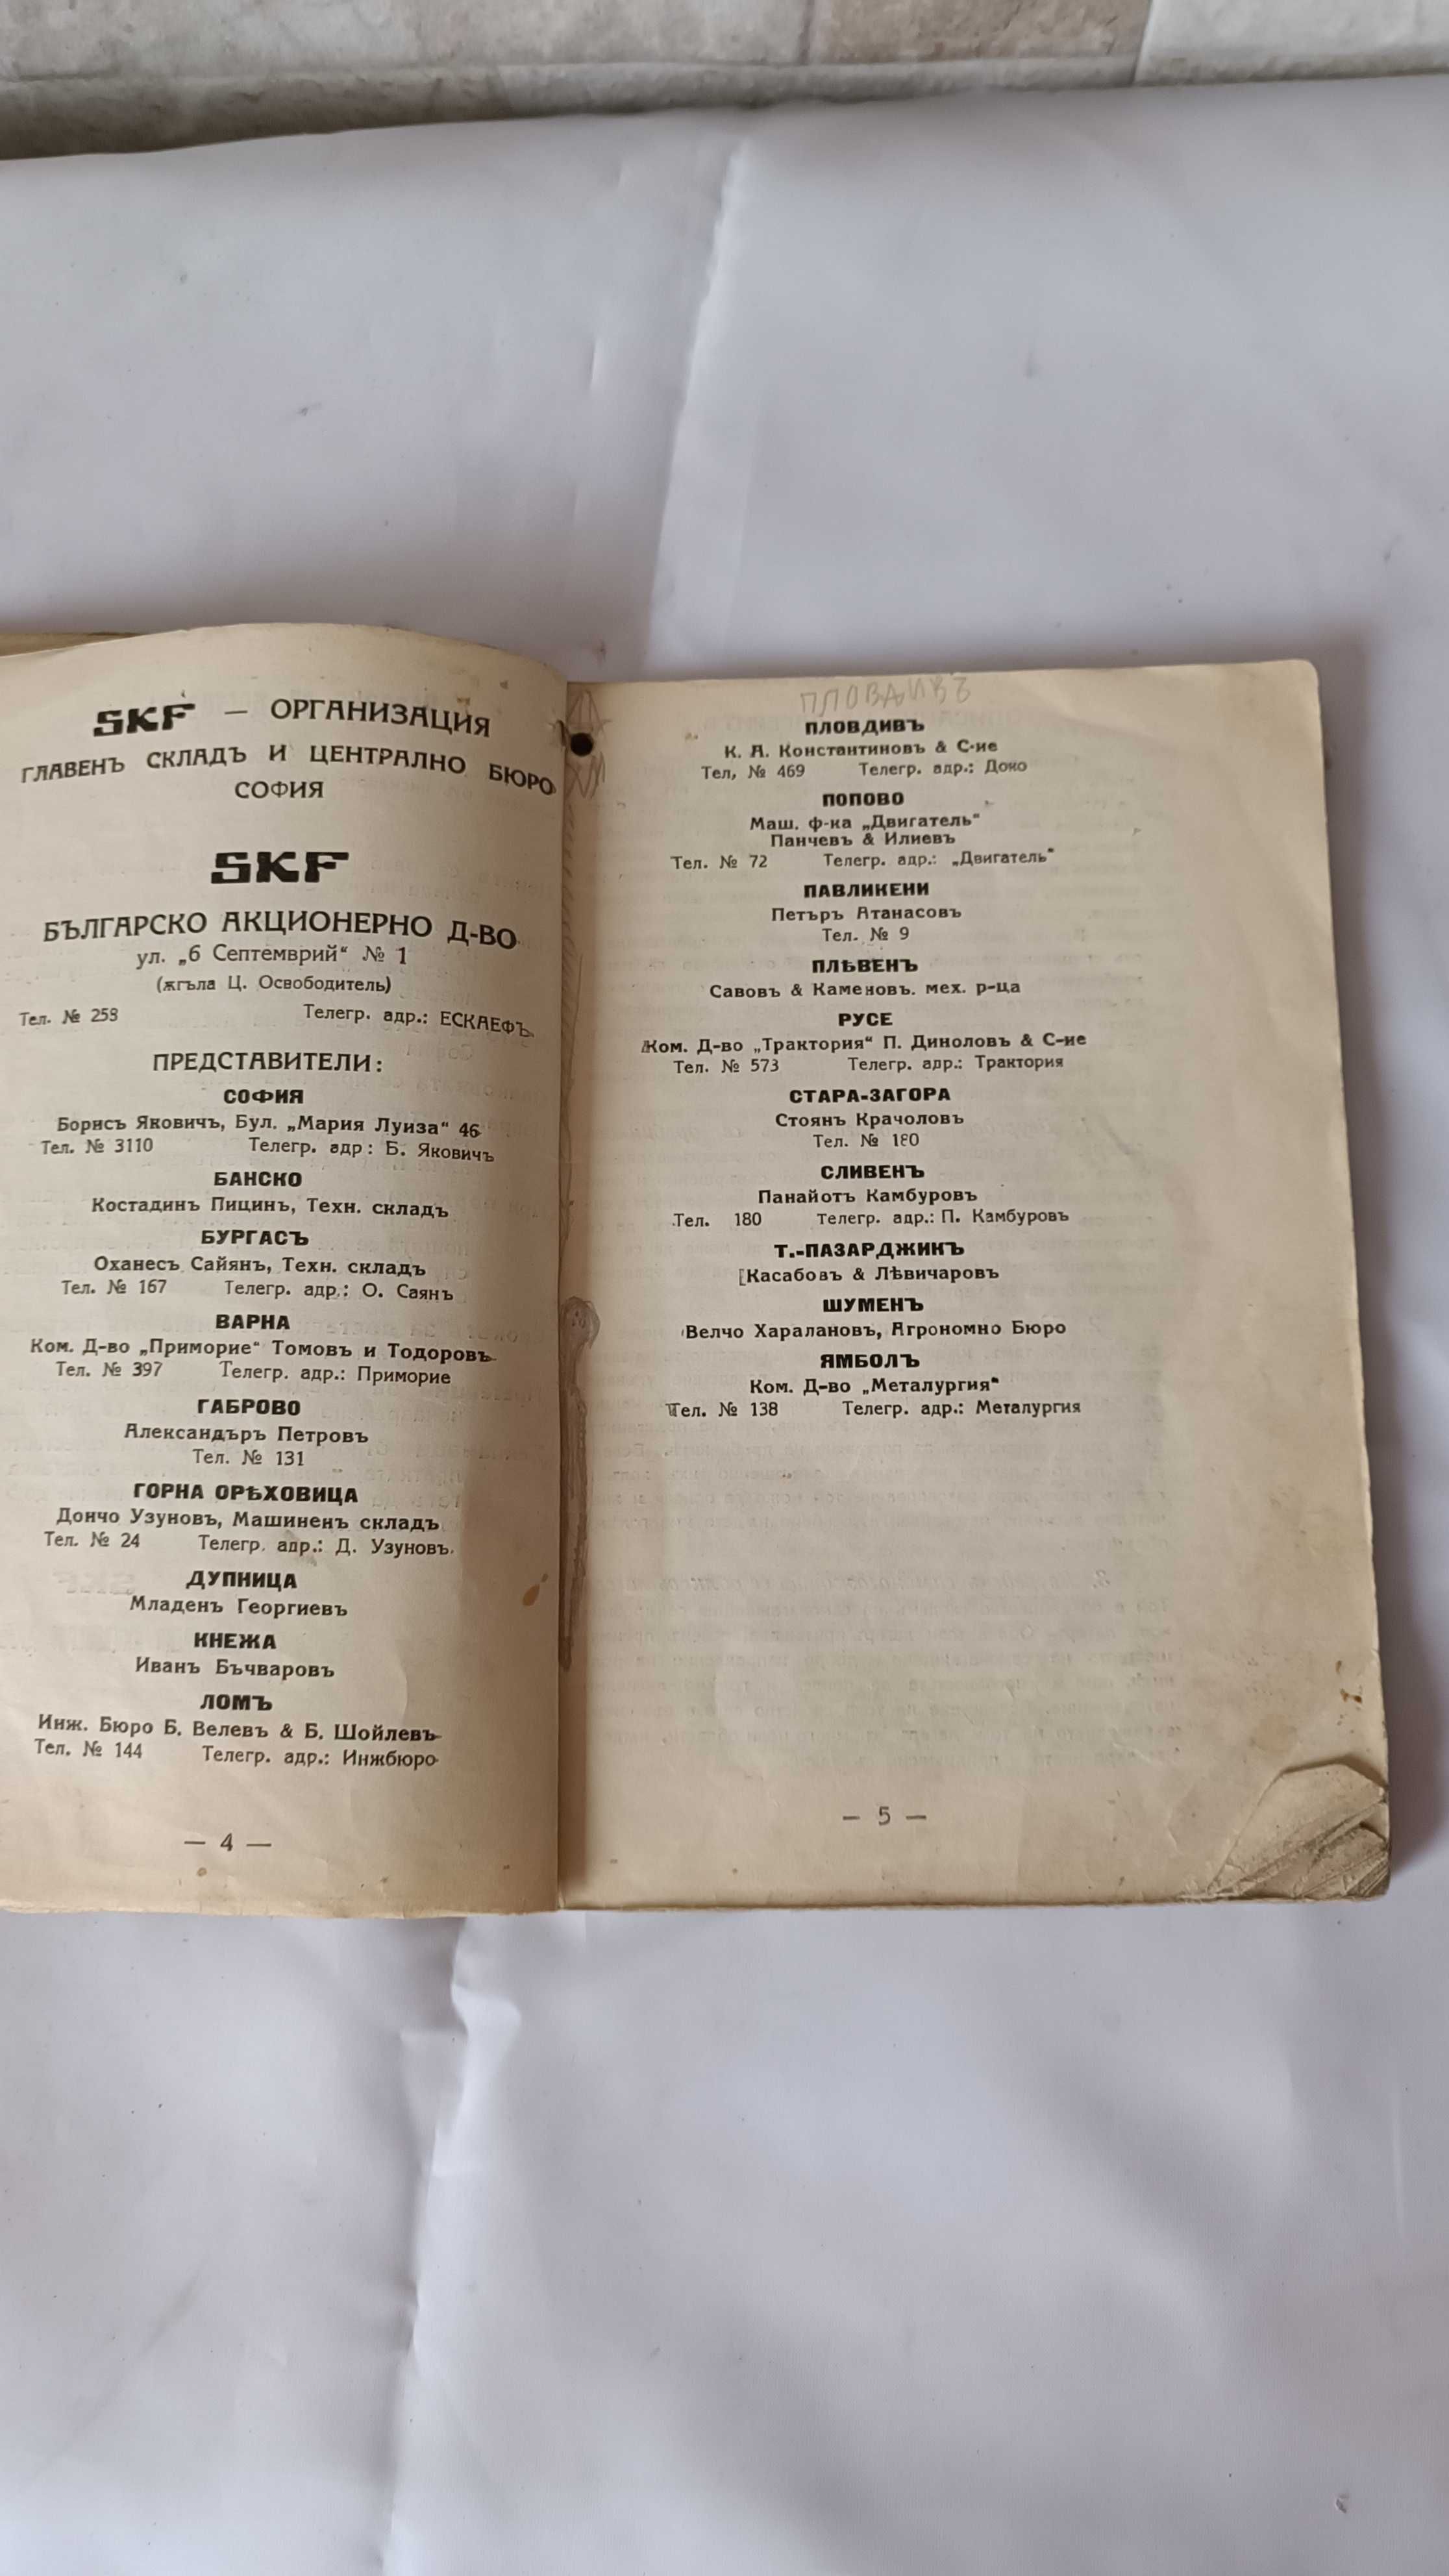 SKF — ОРГАНИЗАЦИЯ
ГЛАВЕНЪ СКЛАДЪ И ЦЕНТРАЛНО БЮРО
СОФИЯ
SKF
БЪЛГАРСКО АКЦИОНЕРНО Д-ВО
ул. „6 Септемврий“ № 1
(ѫгъла Ц. Освободитель)
Тел. № 258 Телегр. адр.: ЕСКАЕФЪ
ПРЕДСТАВИТЕЛИ:
СОФИЯ
Борисъ Яковичъ, Бул. „Мария Луиза“ 46
Тел. № 3110 Телегр. адр: Б. Яковичъ
БАНСКО
Костадинъ Пицинъ, Техн. складъ
БУРГАСЪ
Оханесъ Сайянъ, Техн. складъ
Тел. № 167 Телегр. адр.: О. Саянъ
ВАРНА
Ком. Д-во „Приморие“ Томовъ и Тодоровъ
Тел. № 397 Телегр. адр.: Приморие
ГАБРОВО
Александъръ Петровъ
Тел. № 131
ГОРНА ОРѢХОВИЦА
Дончо Узуновъ, Машиненъ складъ
Тел. № 24 Телегр. адр.: Д. Узуновъ.
ДУПНИЦА
Младенъ Георгиевъ
КНЕЖА
Иванъ Бъчваровъ
ЛОМЪ
Инж. Бюро Б. Велевъ & Б. Шойлевъ
Тел. № 144 Телегр. адр.: Инжбюро
— 4 —
ПЛОВДИВЪ
ПЛОВДИВЪ
К. А. Константиновъ & С-ие
Тел, № 469 Телегр. адр.: Доко
ПОПОВО
Маш. ф-ка „Двигатель“
Панчевъ & Илиевъ
Тел. № 72 Телегр. адр.: „Двигатель“
ПАВЛИКЕНИ
Петъръ Атанасовъ
Тел. № 9
ПЛѢВЕНЪ
Савовъ & Каменовъ. мех. р-ца
РУСЕ
Ком. Д-во „Трактория“ П. Диноловъ & С-ие
Тел. № 573 Телегр. адр.: Трактория
СТАРА-ЗАГОРА
Стоянъ Крачоловъ
Тел. № 180
СЛИВЕНЪ
Панайотъ Камбуровъ
Тел. 180 Телегр. адр.: П. Камбуровъ
Т.-ПАЗАРДЖИКЪ
[Касабовъ & Лѣвичаровъ
ШУМЕНЪ
Велчо Хараланoвъ, Агрономно Бюро
ЯМБОЛЪ
Ком. Д-во „Металургия“
Тел. № 138 Телегр. адр.: Металургия
— 5 —